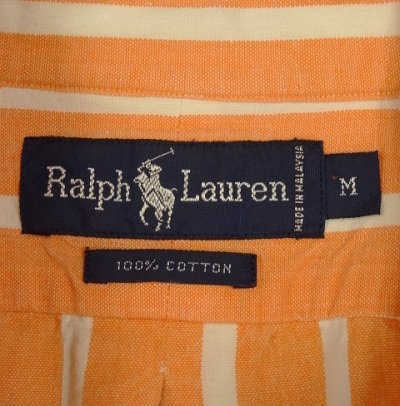 Ralph Lauren
MADE IN MALAYSIA
M
100% COTTON